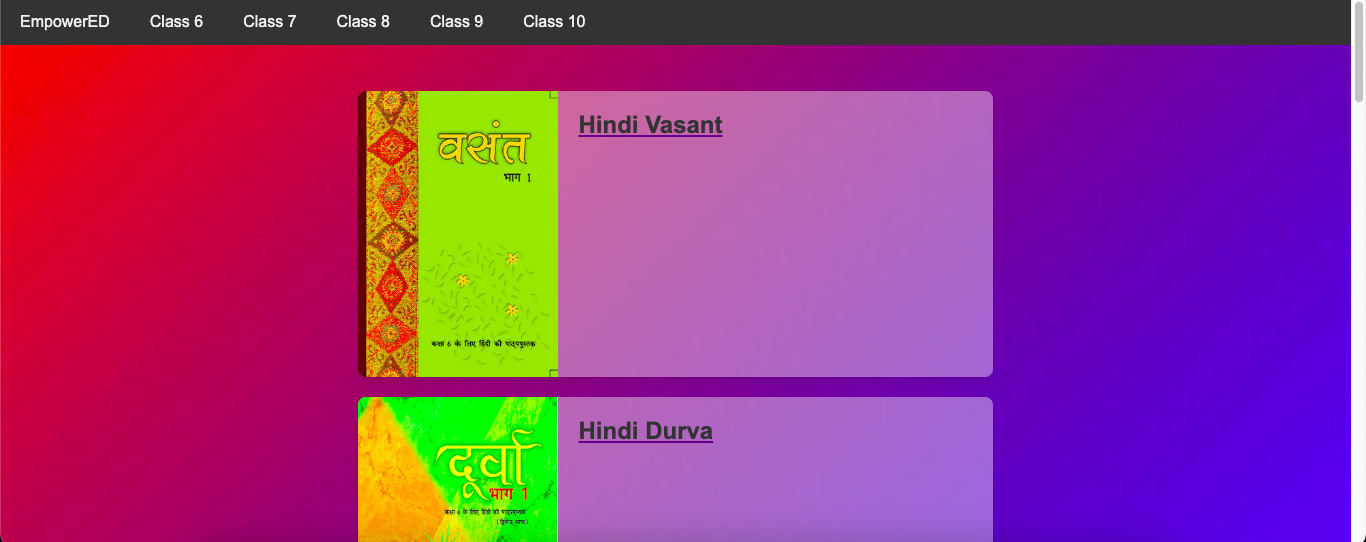 EmpowerED Class 6 Class 7 Class 8 Class 9 Class 10
वसंत
भाग 1
कक्षा 6 के लिए हिंदी की पाठ्यपुस्तक
Hindi Vasant
दूर्वा
भाग 1
कक्षा 6 के लिए हिंदी की पाठ्यपुस्तक
(द्वितीय भाषा)
Hindi Durva